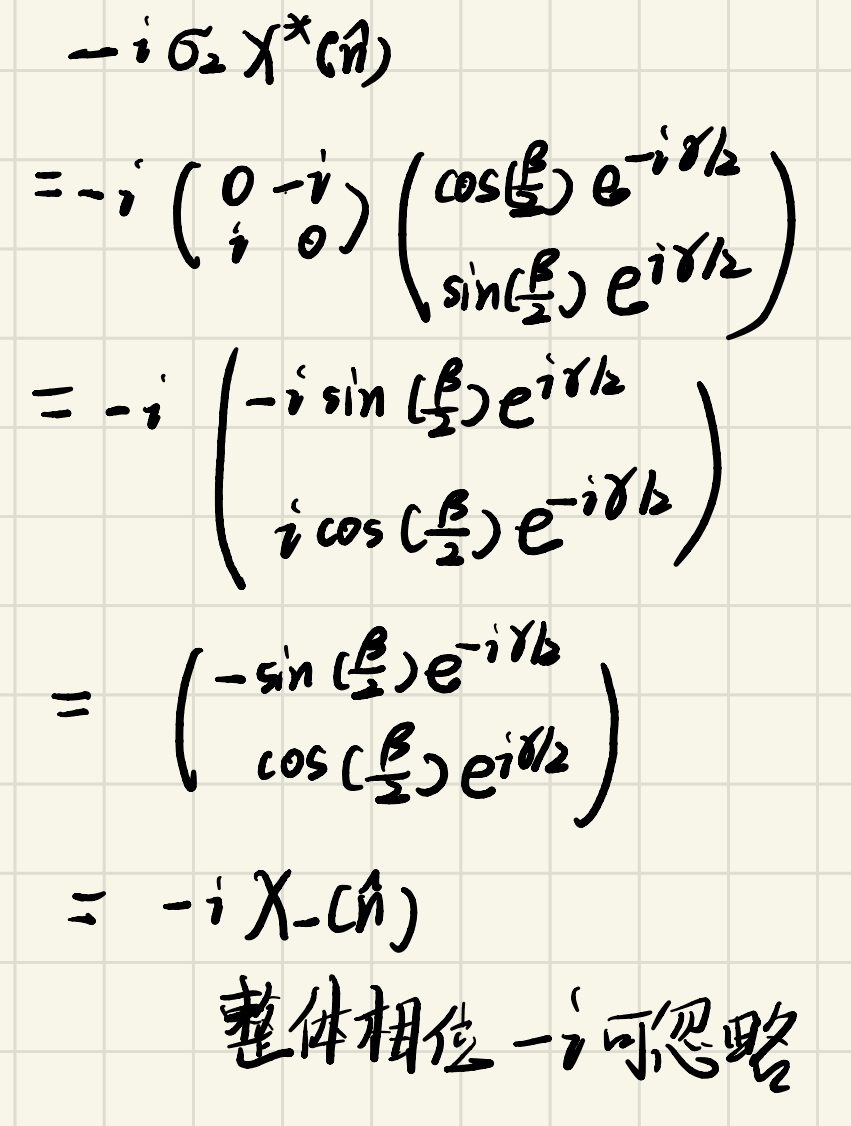 -i σ₂ χ*(n̂)
= -i ( 0 -i ; i 0 ) ( cos(β/2) e^{-iγ/2} ; sin(β/2) e^{iγ/2} )
= -i ( -i sin(β/2) e^{iγ/2} ; i cos(β/2) e^{-iγ/2} )
= ( -sin(β/2) e^{-iγ/2} ; cos(β/2) e^{iγ/2} )
= -i χ₋(n̂)
整体相位 -i 可忽略